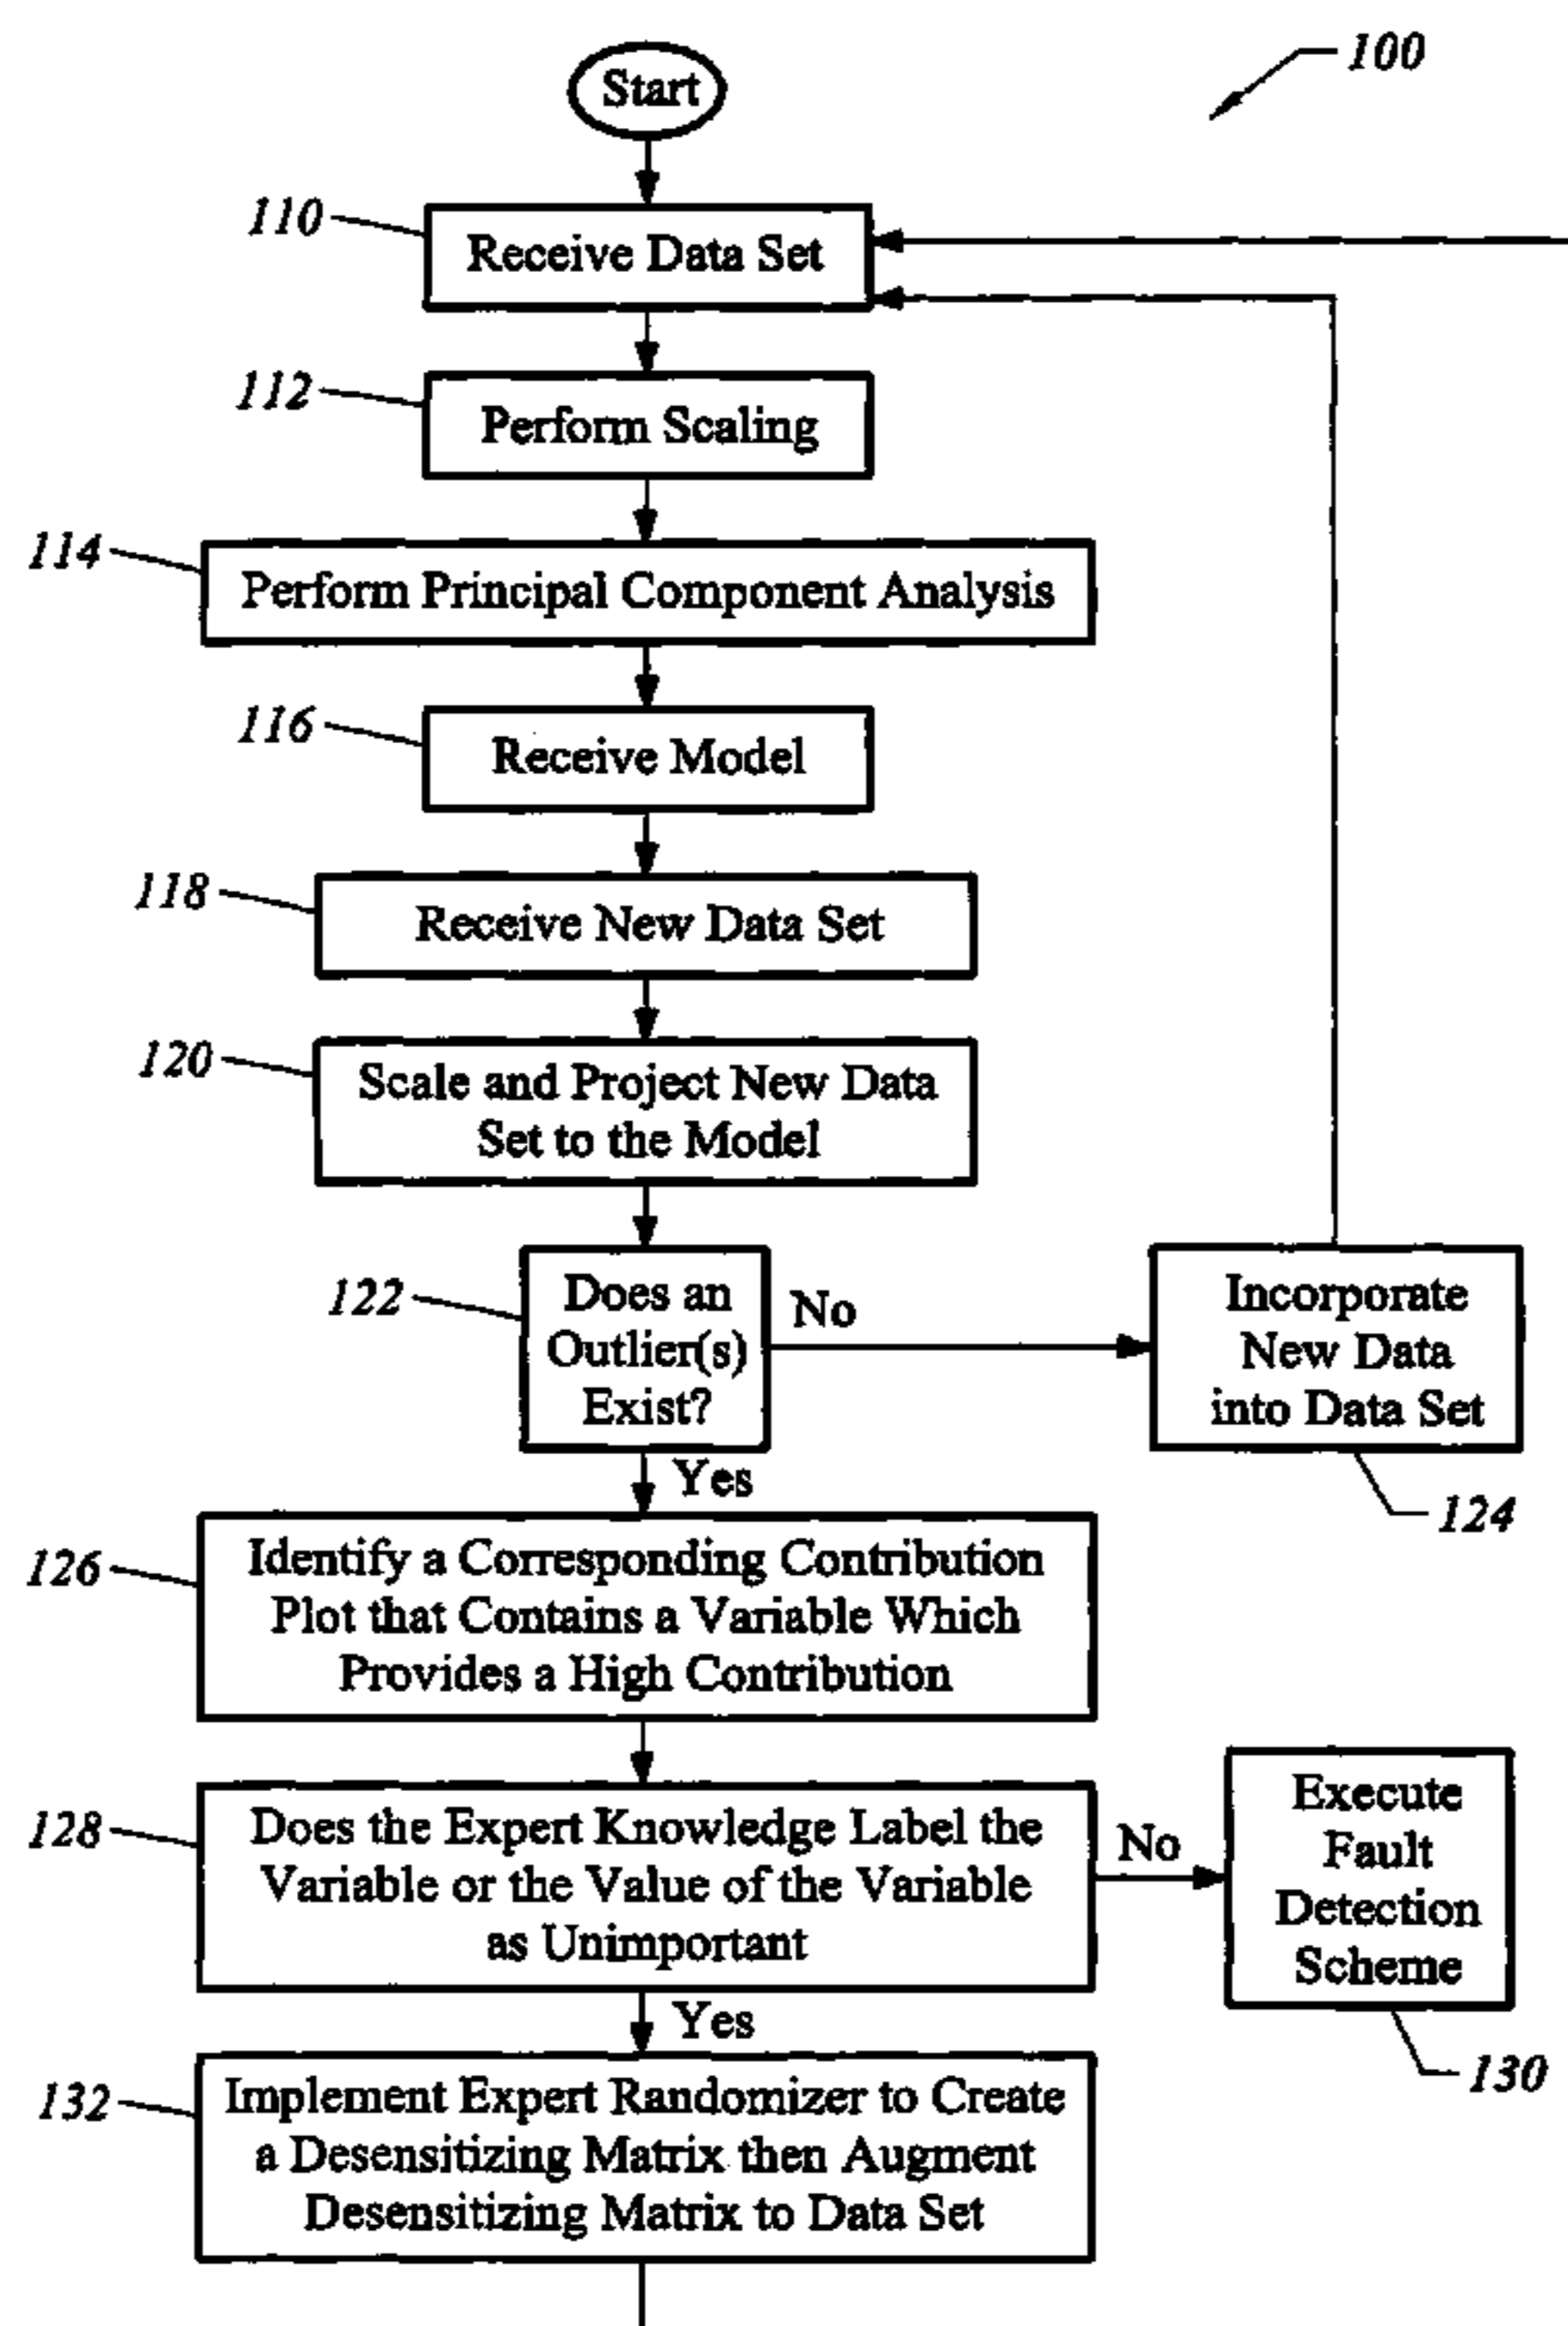 Start
100
110
Receive Data Set
112
Perform Scaling
114
Perform Principal Component Analysis
116
Receive Model
118
Receive New Data Set
120
Scale and Project New Data
Set to the Model
122
Does an
Outlier(s)
Exist?
No
Incorporate
New Data
into Data Set
124
Yes
126
Identify a Corresponding Contribution
Plot that Contains a Variable Which
Provides a High Contribution
128
Does the Expert Knowledge Label the
Variable or the Value of the Variable
as Unimportant
No
Execute
Fault
Detection
Scheme
130
Yes
132
Implement Expert Randomizer to Create
a Desensitizing Matrix then Augment
Desensitizing Matrix to Data Set